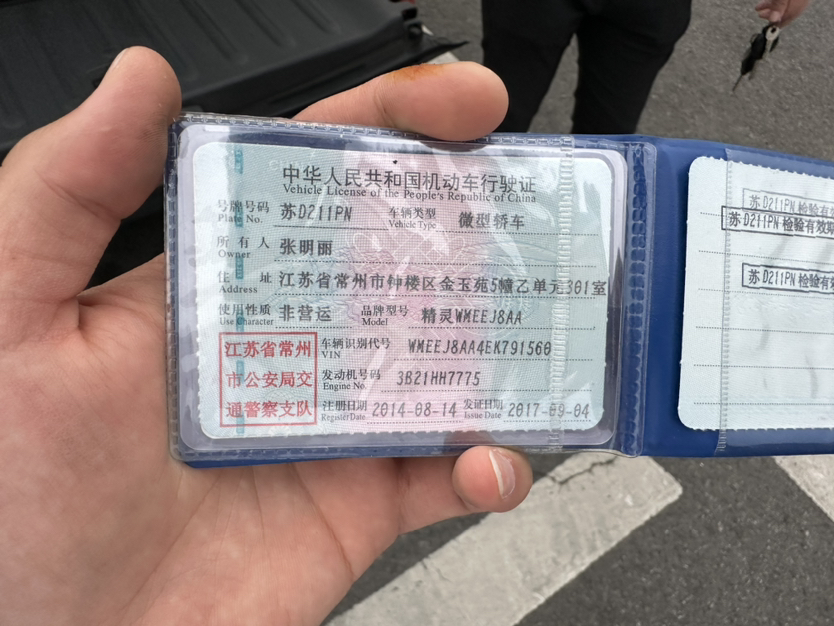 中华人民共和国机动车行驶证
Vehicle License of the People's Republic of China
号牌号码 苏D211PN 车辆类型 微型轿车
Plate No. Vehicle Type
所有人 张明丽
Owner
住址 江苏省常州市钟楼区金玉苑5幢乙单元301室
Address
使用性质 非营运 品牌型号 精灵WMEEJ8AA
Use Character Model
江苏省常州
市公安局交
通警察支队
车辆识别代号 WMEEJ8AA4EK791560
VIN
发动机号码 3B21HH7775
Engine No.
注册日期 2014-08-14 发证日期 2017-09-04
Register Date Issue Date
苏D211PN 检验有效
苏D211PN 检验有效期
苏D211PN 检验有